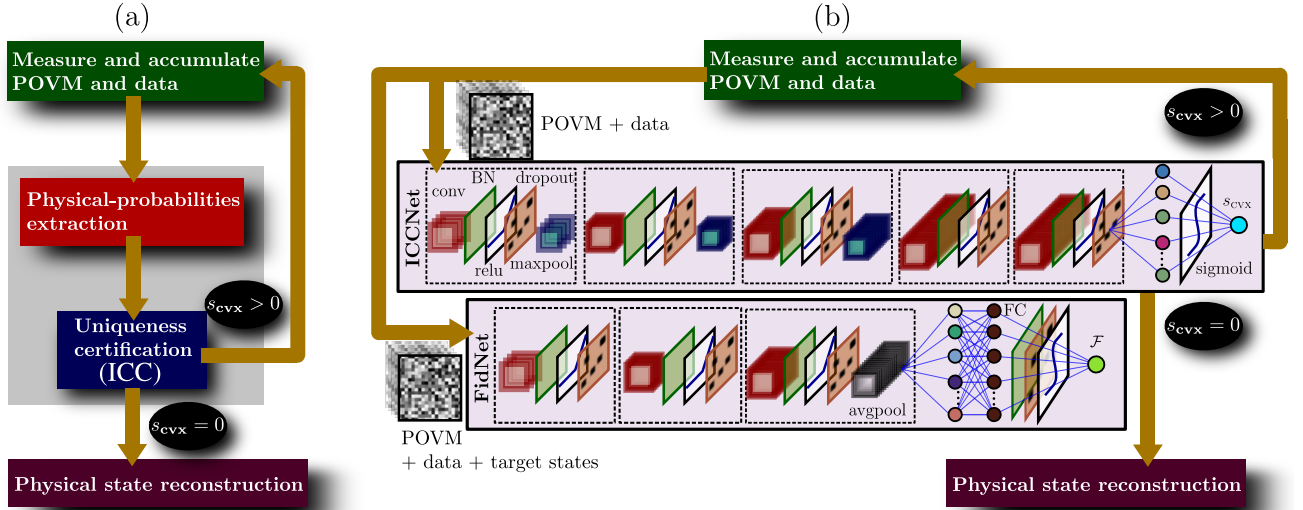 (a)
Measure and accumulate
POVM and data
Physical-probabilities
extraction
s_cvx > 0
Uniqueness
certification
(ICC)
s_cvx = 0
Physical state reconstruction
(b)
Measure and accumulate
POVM and data
s_cvx > 0
POVM + data
ICCNet
conv
BN
dropout
relu
maxpool
s_cvx
sigmoid
s_cvx = 0
FidNet
FC
F
avgpool
POVM
+ data + target states
Physical state reconstruction